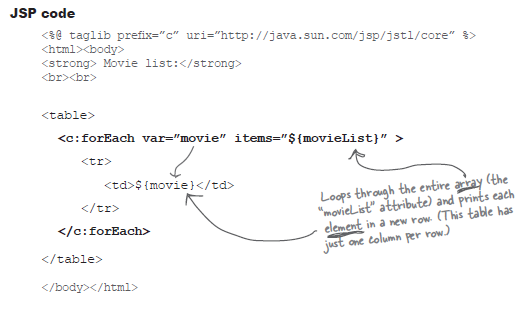 JSP code
<%@ taglib prefix=”c” uri=”http://java.sun.com/jsp/jstl/core” %>
<html><body>
<strong> Movie list:</strong>
<br><br>
<table>
<c:forEach var=”movie” items=”${movieList}” >
<tr>
<td>${movie}</td>
</tr>
</c:forEach>
</table>
</body></html>
Loops through the entire array (the
“movieList” attribute) and prints each
element in a new row. (This table has
just one column per row.)